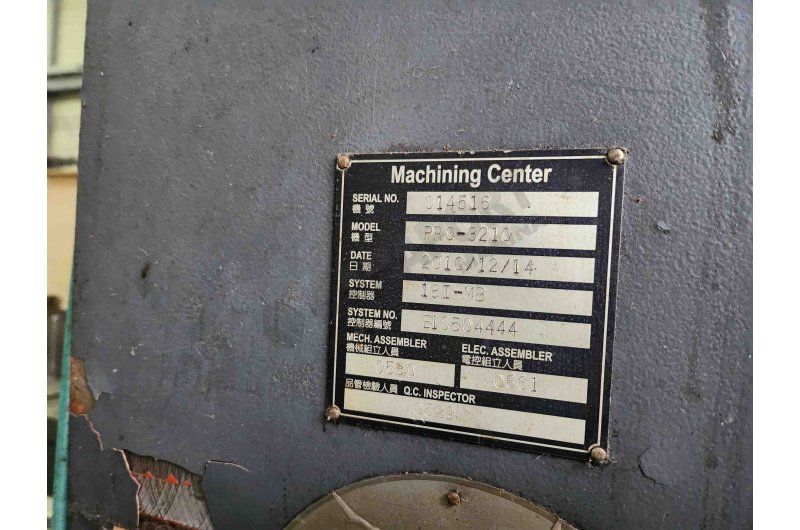 Machining Center
SERIAL NO. 014516
機號
MODEL PRO-3210
機型
DATE 2010/12/14
日期
SYSTEM 18I-MB
控制器
SYSTEM NO. E10504444
控制器編號
MECH. ASSEMBLER
機械組立人員
ELEC. ASSEMBLER
電控組立人員
0661
品管檢驗人員 Q.C. INSPECTOR